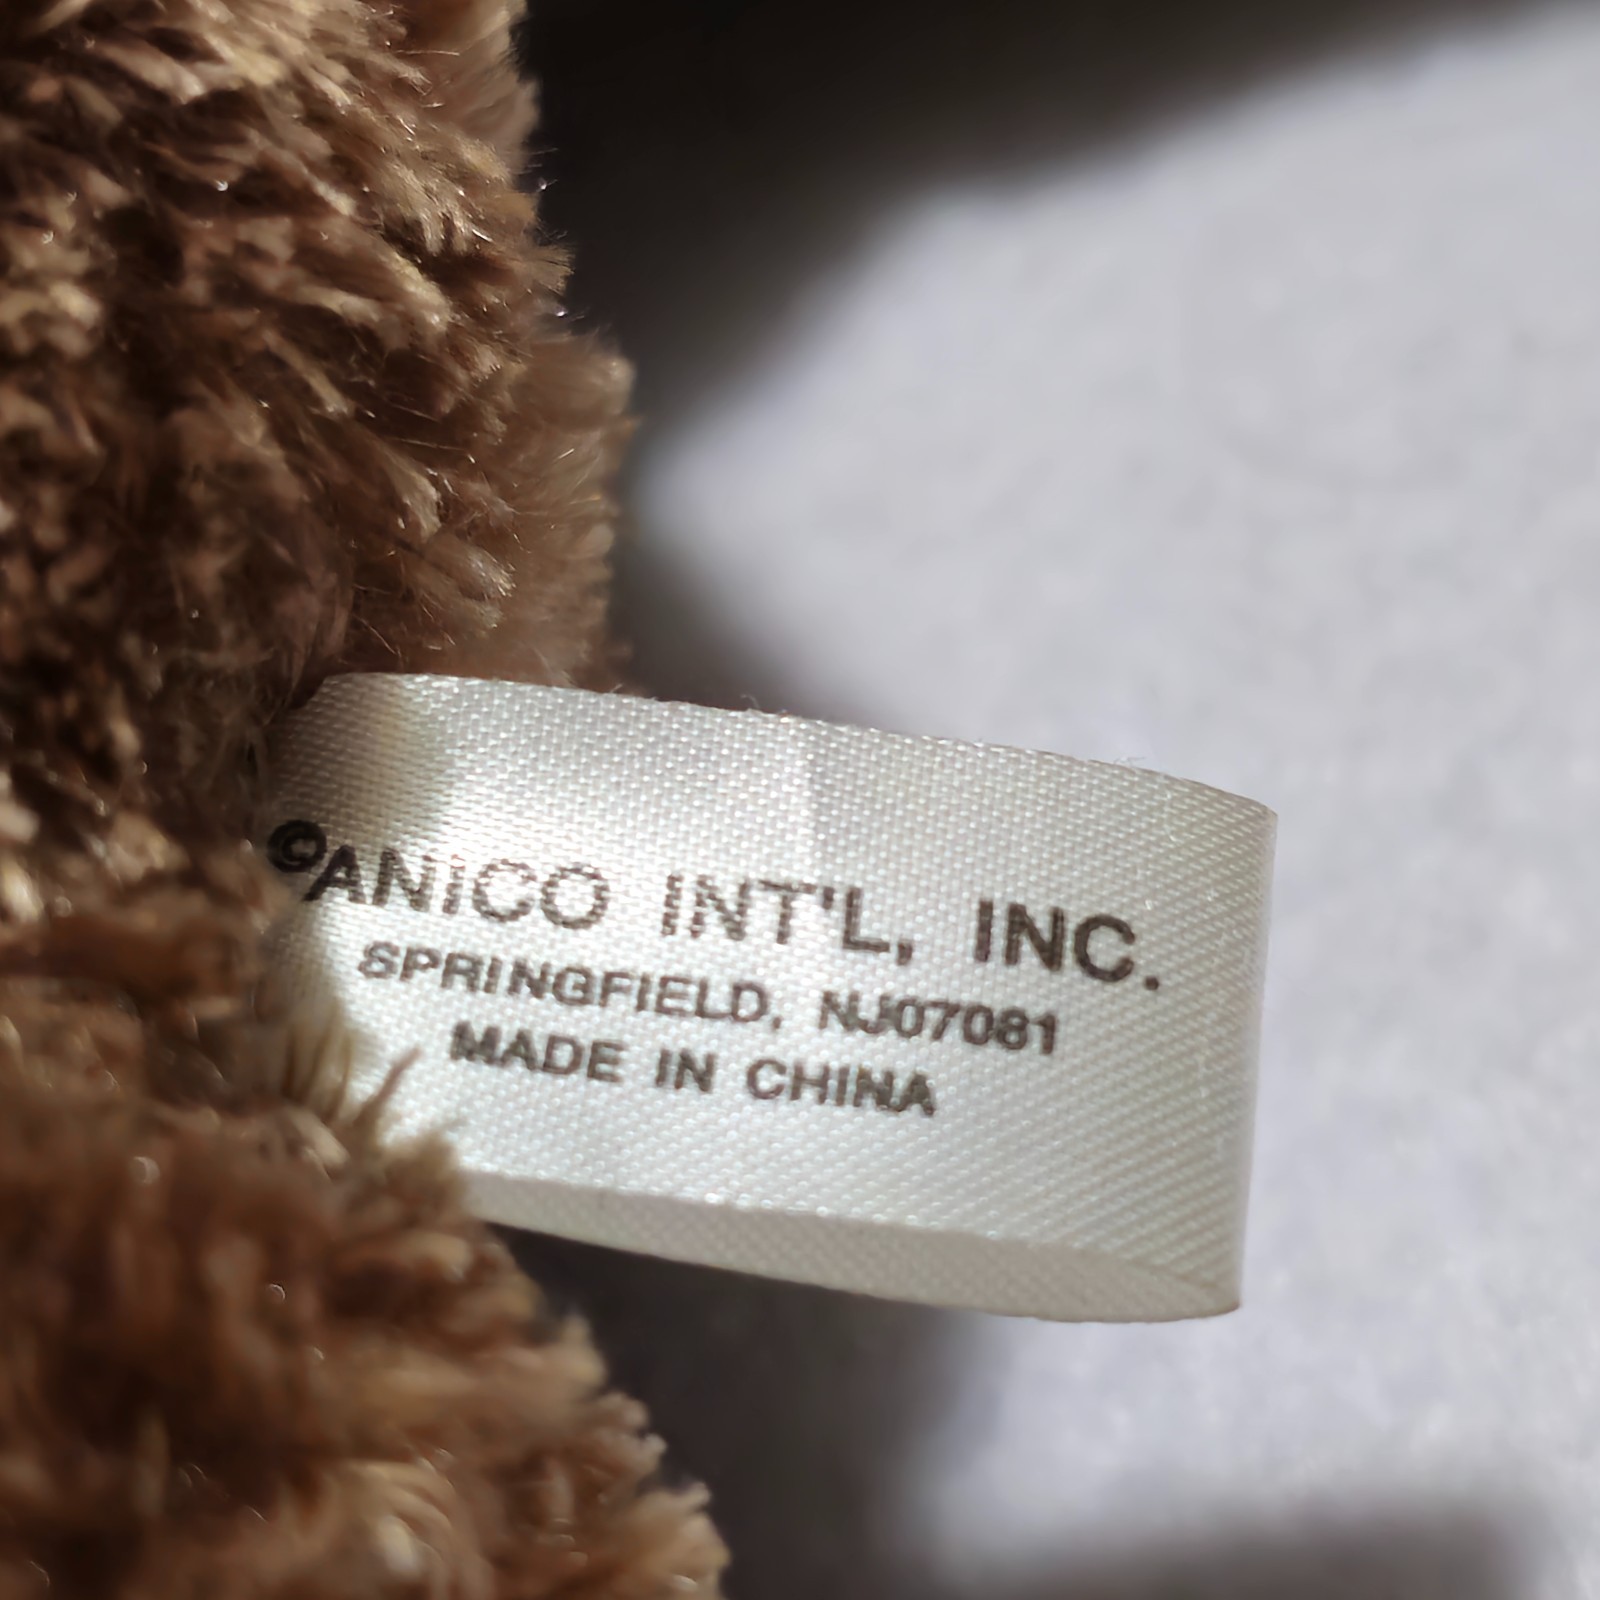 ©ANICO INT'L, INC.
SPRINGFIELD, NJ07081
MADE IN CHINA